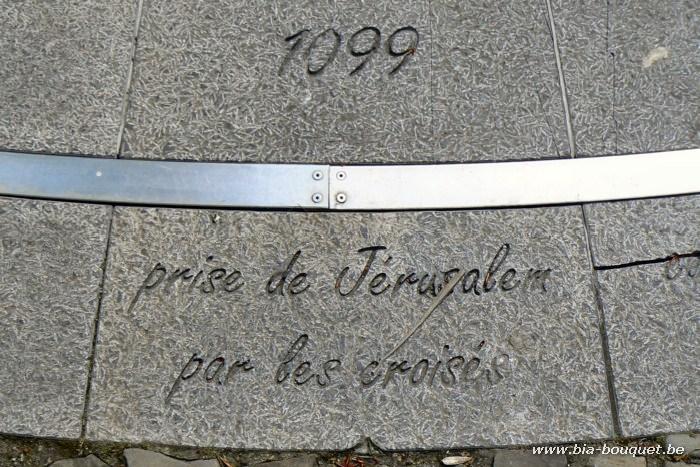 1099
prise de Jérusalem
par les croisés
www.bia-bouquet.be